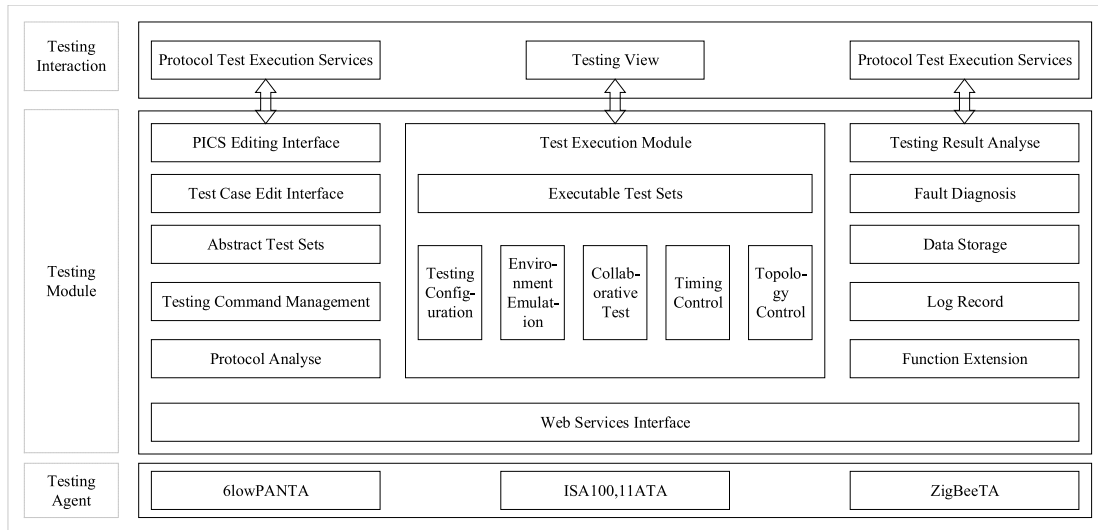 Testing
Interaction
Protocol Test Execution Services
Testing View
Protocol Test Execution Services
Testing
Module
PICS Editing Interface
Test Case Edit Interface
Abstract Test Sets
Testing Command Management
Protocol Analyse
Test Execution Module
Executable Test Sets
Testing
Config-
uration
Enviro-
nment
Emulat-
ion
Collab-
orative
Test
Timing
Control
Topolo-
gy
Control
Testing Result Analyse
Fault Diagnosis
Data Storage
Log Record
Function Extension
Web Services Interface
Testing
Agent
6lowPANTA
ISA100,11ATA
ZigBeeTA